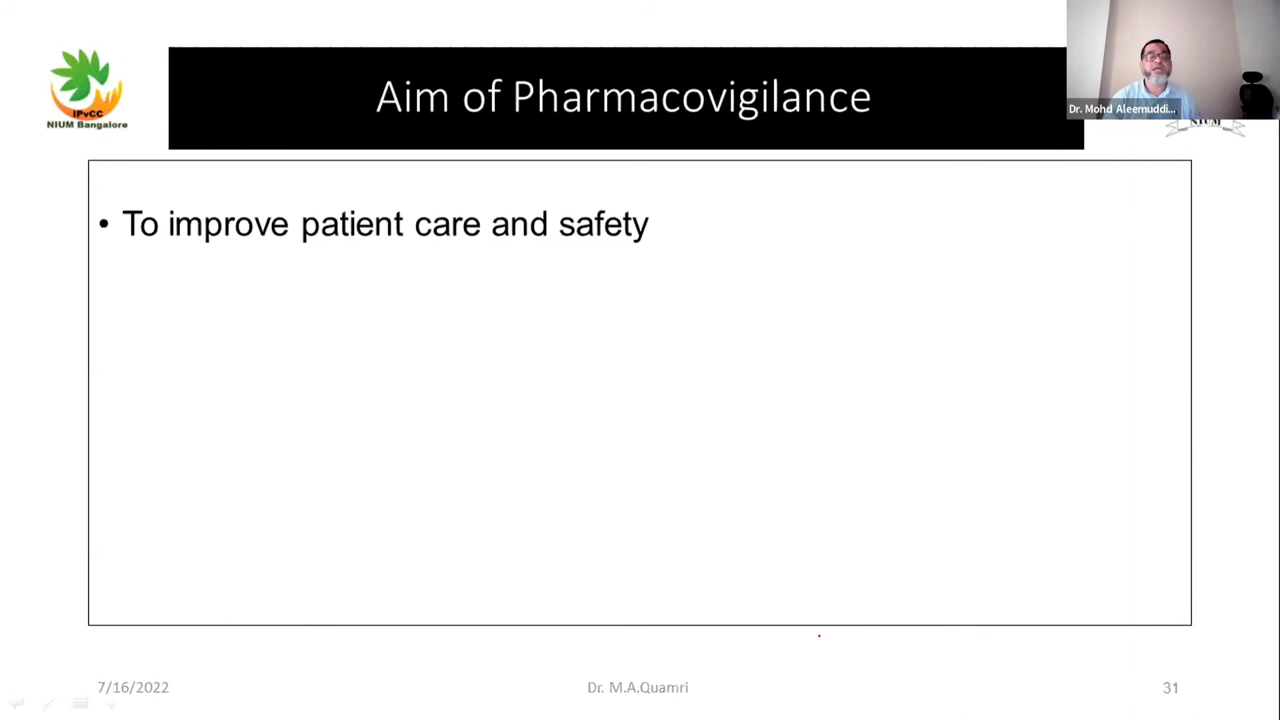 Aim of Pharmacovigilance
Dr. Mohd Aleemuddi...
IPvCC
NIUM Bangalore
NIUM
• To improve patient care and safety
7/16/2022
Dr. M.A.Quamri
31